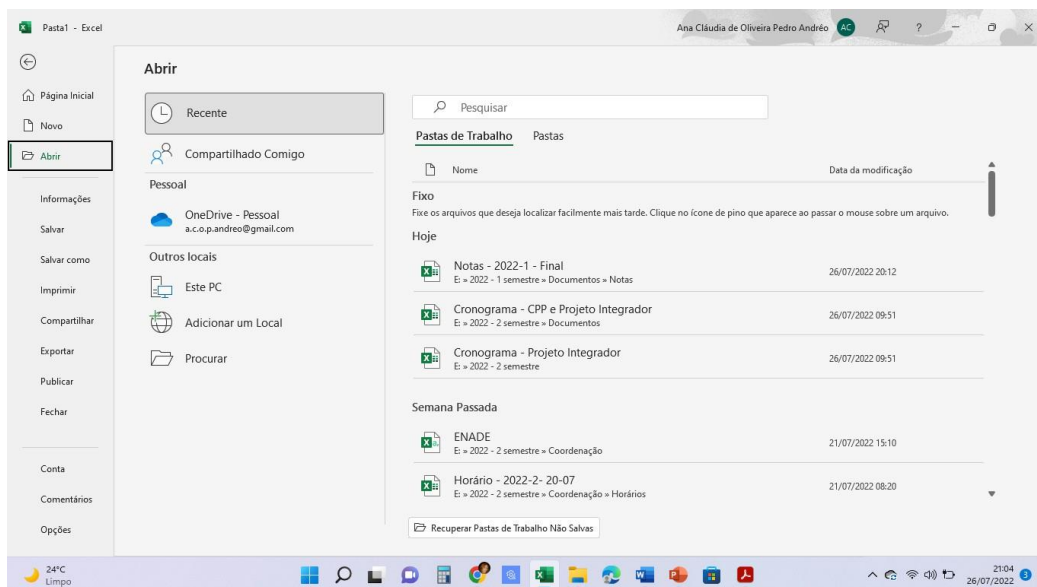 Pasta1 - Excel
Ana Cláudia de Oliveira Pedro Andréo AC ?
Página Inicial
Novo
Abrir
Informações
Salvar
Salvar como
Imprimir
Compartilhar
Exportar
Publicar
Fechar
Conta
Comentários
Opções
Abrir
Recente
Compartilhado Comigo
Pessoal
OneDrive - Pessoal
a.c.o.p.andreo@gmail.com
Outros locais
Este PC
Adicionar um Local
Procurar
Pesquisar
Pastas de Trabalho Pastas
Nome Data da modificação
Fixo
Fixe os arquivos que deseja localizar facilmente mais tarde. Clique no ícone de pino que aparece ao passar o mouse sobre um arquivo.
Hoje
Notas - 2022-1 - Final 26/07/2022 20:12
E: » 2022 - 1 semestre » Documentos » Notas
Cronograma - CPP e Projeto Integrador 26/07/2022 09:51
E: » 2022 - 2 semestre » Documentos
Cronograma - Projeto Integrador 26/07/2022 09:51
E: » 2022 - 2 semestre
Semana Passada
ENADE 21/07/2022 15:10
E: » 2022 - 2 semestre » Coordenação
Horário - 2022-2- 20-07 21/07/2022 08:20
E: » 2022 - 2 semestre » Coordenação » Horários
Recuperar Pastas de Trabalho Não Salvas
24°C
Limpo
21:04
26/07/2022
3